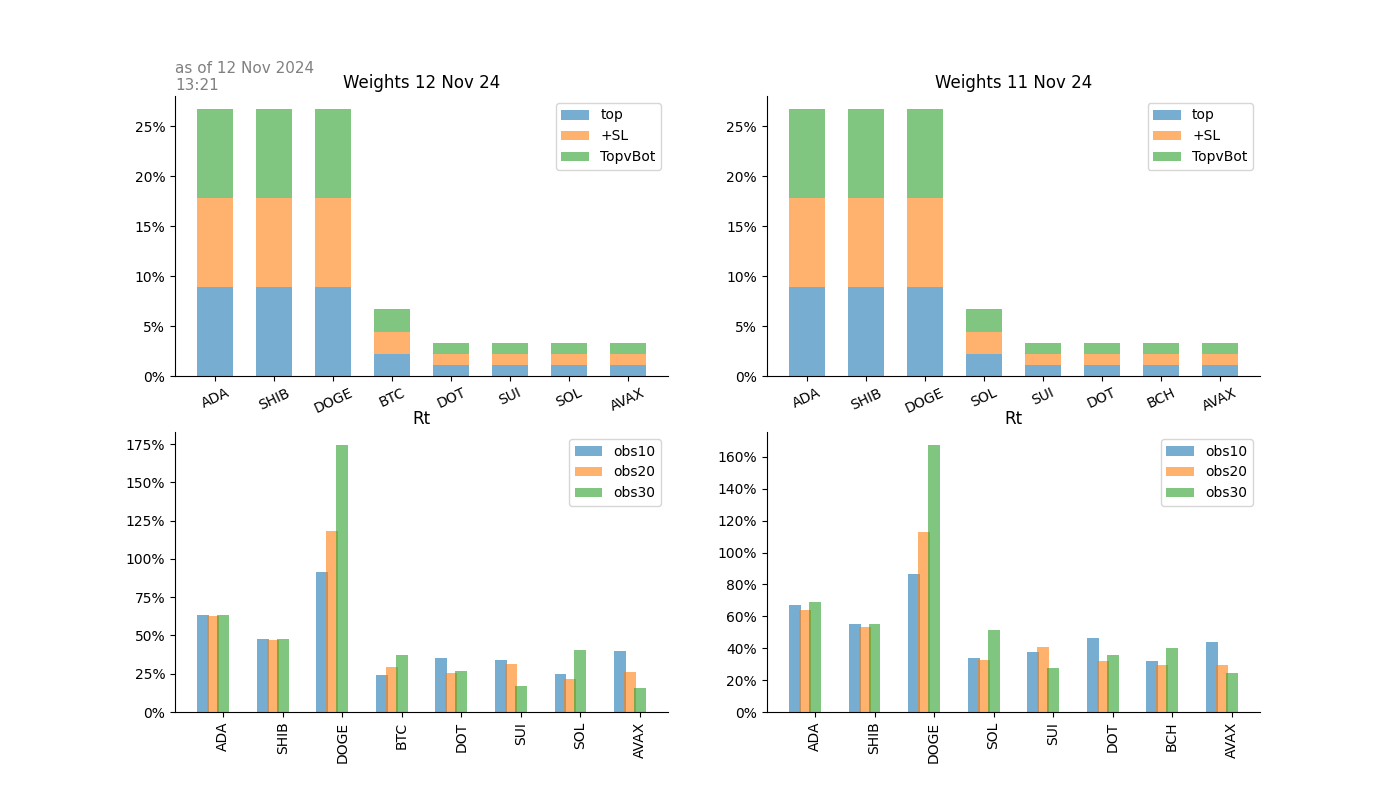 as of 12 Nov 2024
13:21
Weights 12 Nov 24
25%
20%
15%
10%
5%
0%
top
+SL
TopvBot
ADA SHIB DOGE BTC DOT SUI SOL AVAX
Weights 11 Nov 24
25%
20%
15%
10%
5%
0%
top
+SL
TopvBot
ADA SHIB DOGE SOL SUI DOT BCH AVAX
Rt
175%
150%
125%
100%
75%
50%
25%
0%
obs10
obs20
obs30
ADA SHIB DOGE BTC DOT SUI SOL AVAX
Rt
160%
140%
120%
100%
80%
60%
40%
20%
0%
obs10
obs20
obs30
ADA SHIB DOGE SOL SUI DOT BCH AVAX